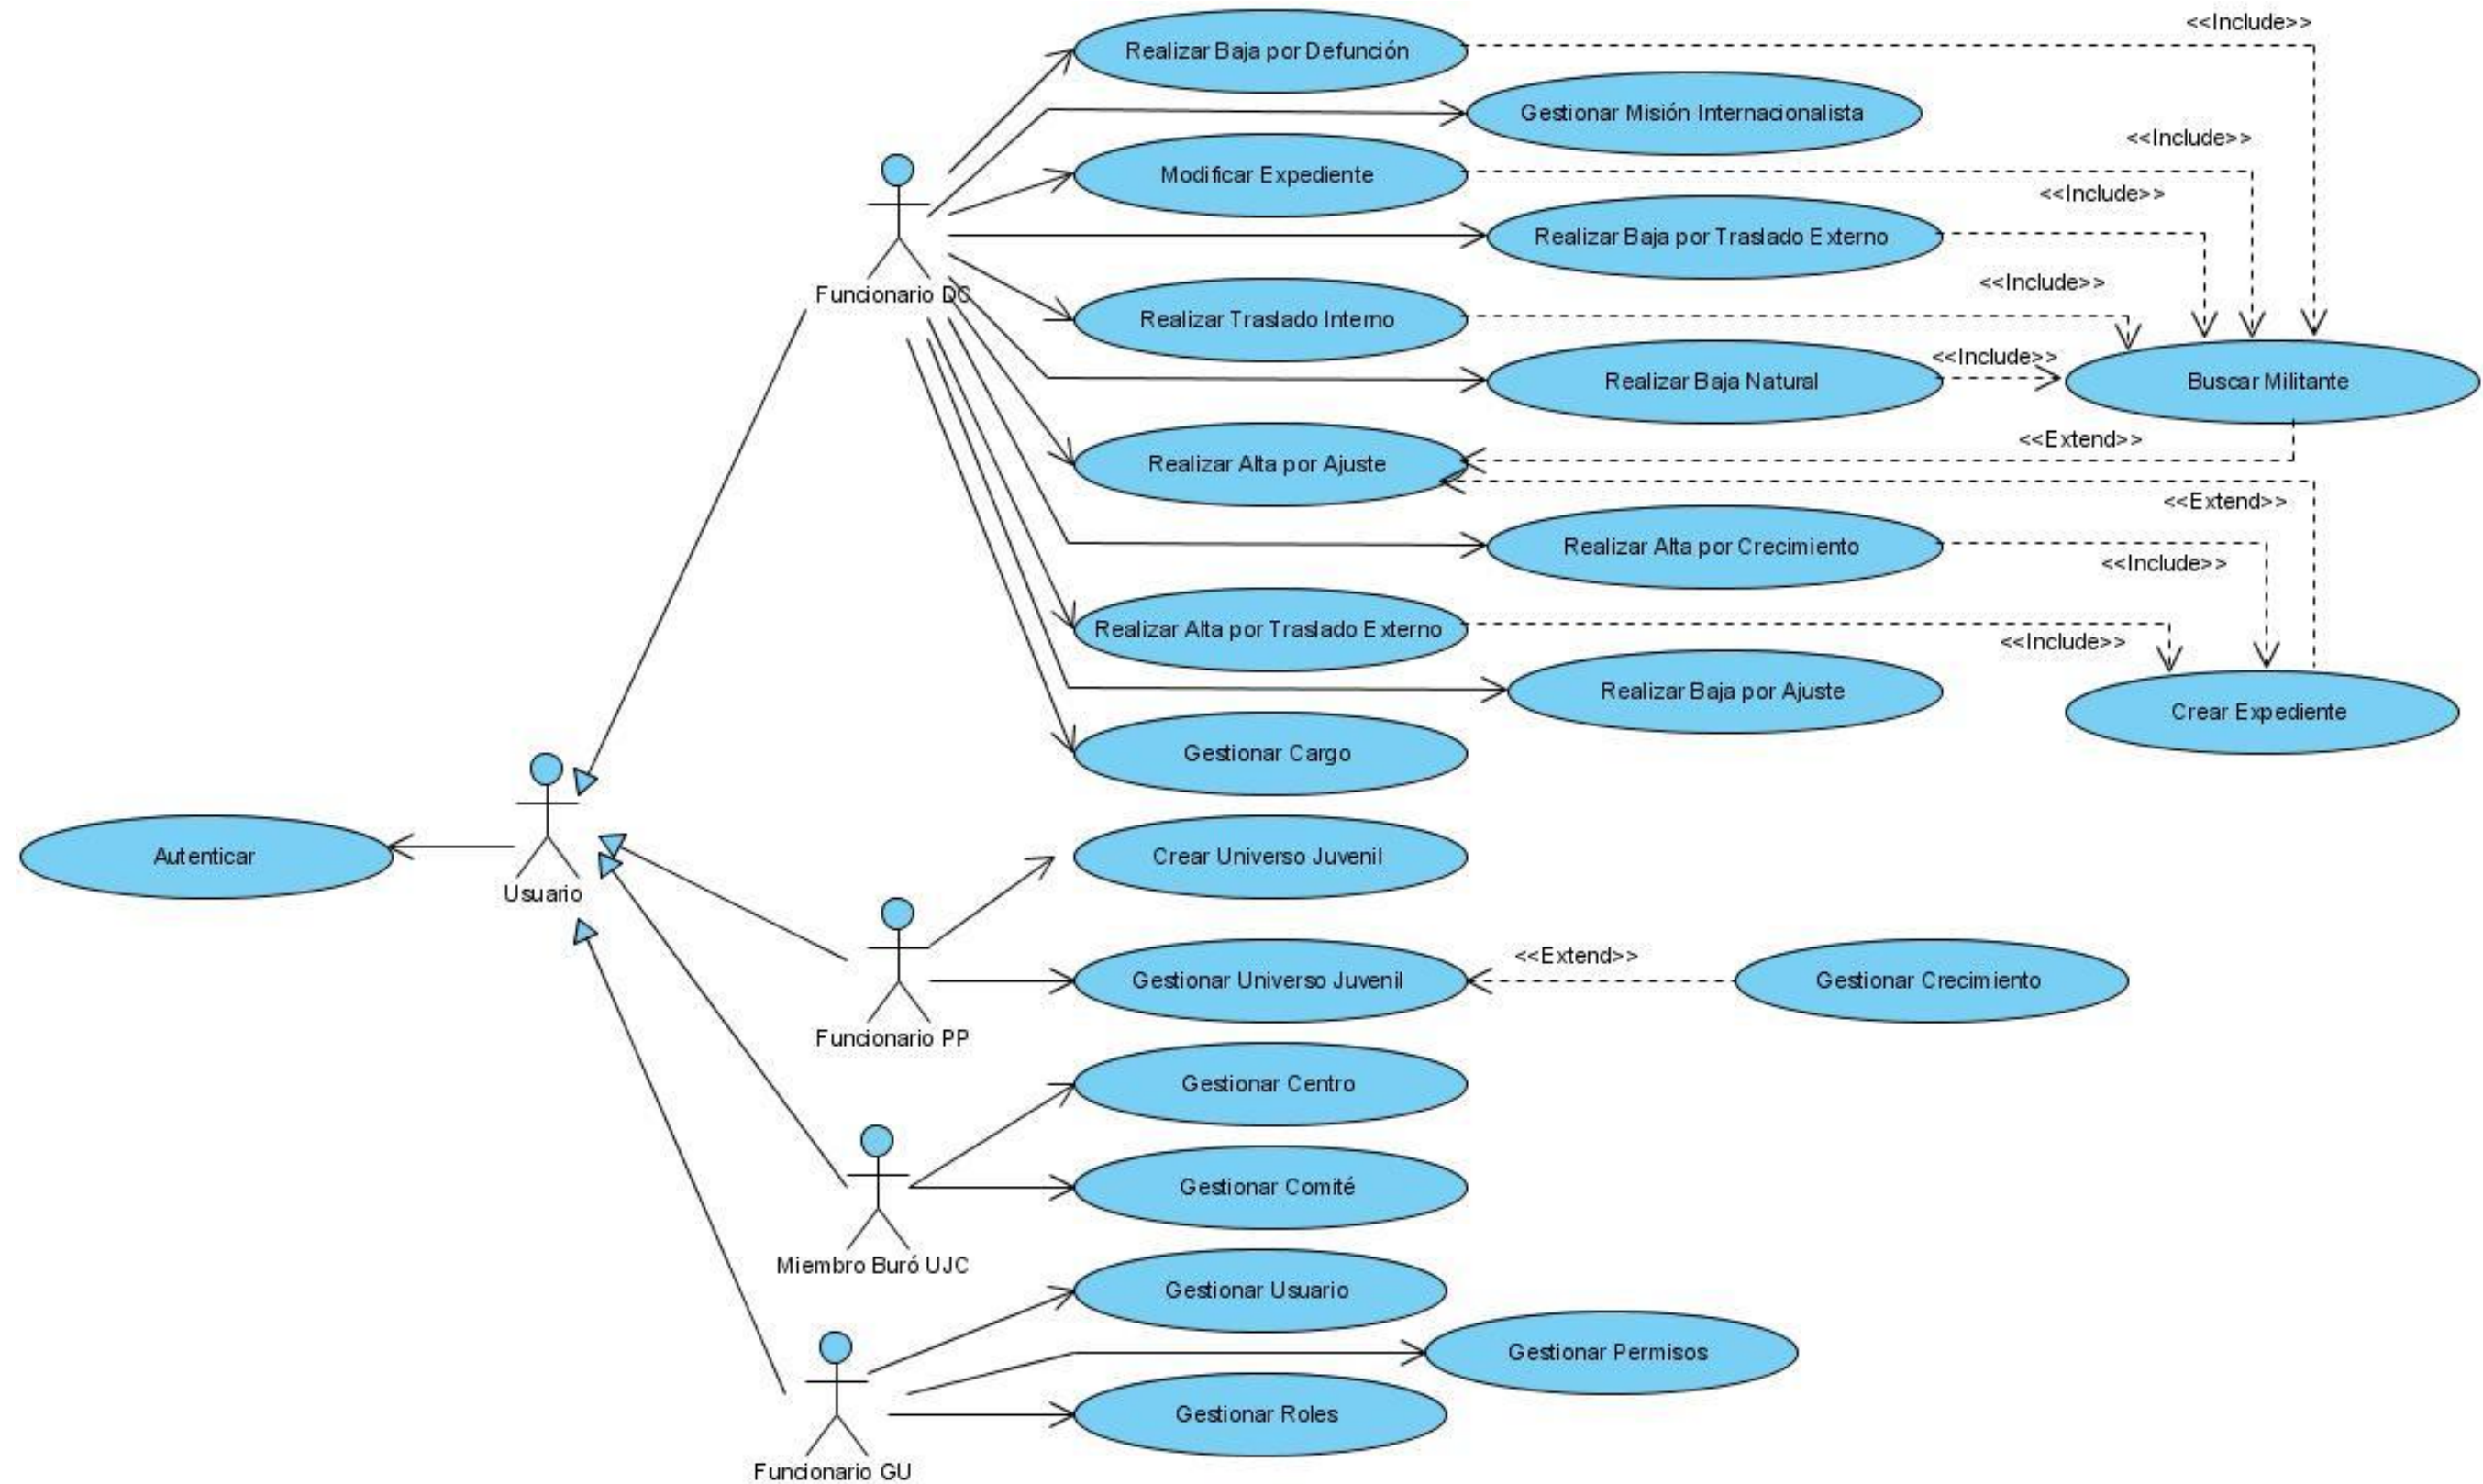 <<Include>>
Realizar Baja por Defunción
Gestionar Misión Internacionalista
<<Include>>
Modificar Expediente
<<Include>>
Realizar Baja por Traslado Externo
<<Include>>
Funcionario DC
Realizar Traslado Interno
<<Include>>
Realizar Baja Natural
Buscar Militante
<<Extend>>
Realizar Alta por Ajuste
<<Extend>>
Realizar Alta por Crecimiento
<<Include>>
Realizar Alta por Traslado Externo
<<Include>>
Realizar Baja por Ajuste
Crear Expediente
Gestionar Cargo
Autenticar
Crear Universo Juvenil
Usuario
<<Extend>>
Gestionar Universo Juvenil
Gestionar Crecimiento
Funcionario PP
Gestionar Centro
Gestionar Comité
Miembro Buró UJC
Gestionar Usuario
Gestionar Permisos
Gestionar Roles
Funcionario GU